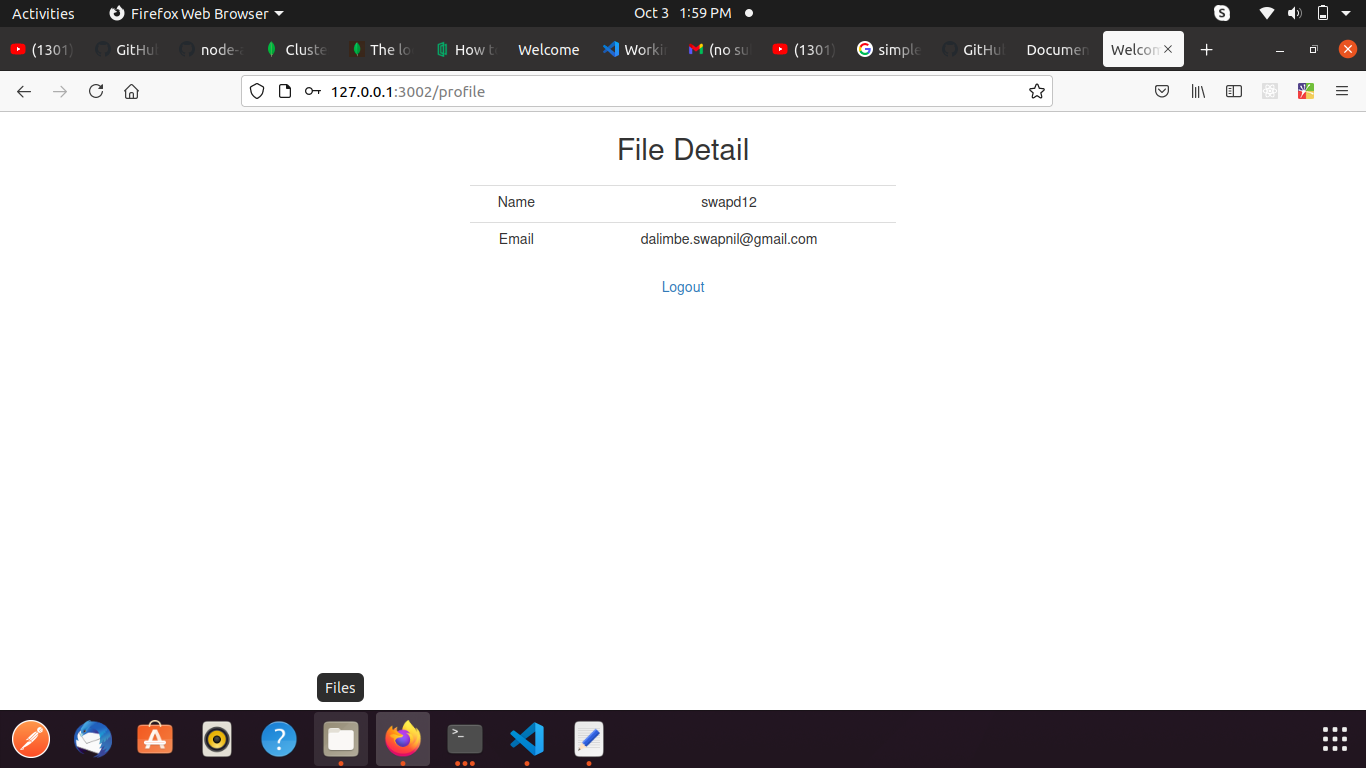 Activities Firefox Web Browser Oct 3 1:59 PM
(1301) GitHu node- Cluste The lo How t Welcome Workin (no su (1301) simple GitHu Documen Welcom
127.0.0.1:3002/profile
File Detail
Name swapd12
Email dalimbe.swapnil@gmail.com
Logout
Files